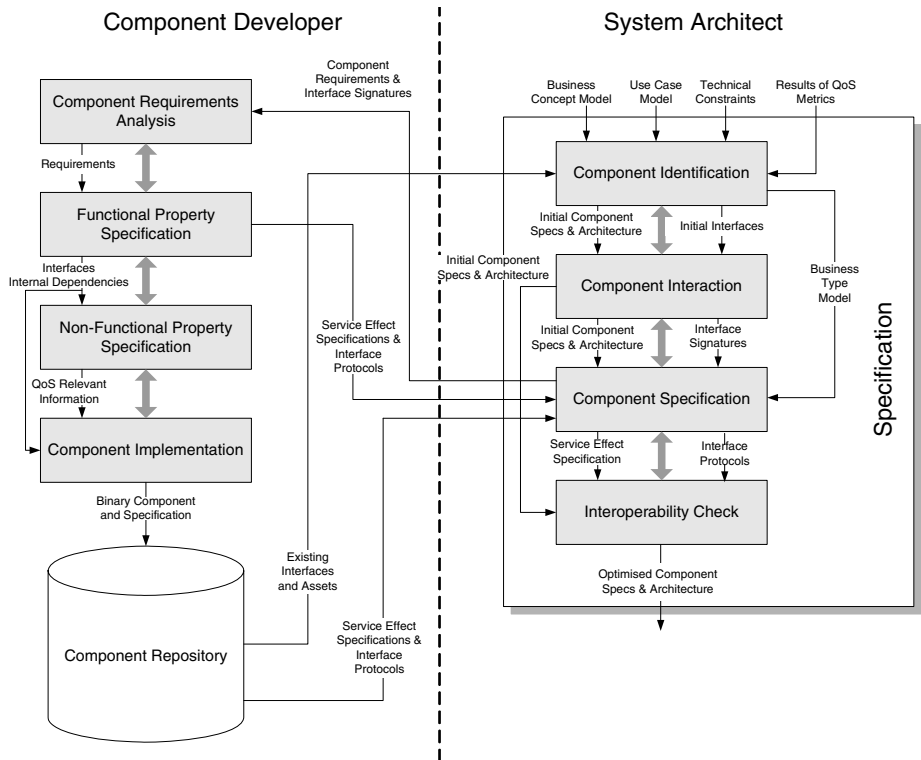 Component Developer
System Architect
Component
Requirements &
Interface Signatures
Component Requirements
Analysis
Requirements
Functional Property
Specification
Interfaces
Internal Dependencies
Non-Functional Property
Specification
QoS Relevant
Information
Component Implementation
Binary Component
and Specification
Component Repository
Initial Component
Specs & Architecture
Service Effect
Specifications &
Interface
Protocols
Existing
Interfaces
and Assets
Service Effect
Specifications &
Interface
Protocols
Business
Concept Model
Use Case
Model
Technical
Constraints
Results of QoS
Metrics
Component Identification
Initial Component
Specs & Architecture
Initial Interfaces
Component Interaction
Business
Type
Model
Initial Component
Specs & Architecture
Interface
Signatures
Component Specification
Service Effect
Specification
Interface
Protocols
Interoperability Check
Optimised Component
Specs & Architecture
Specification